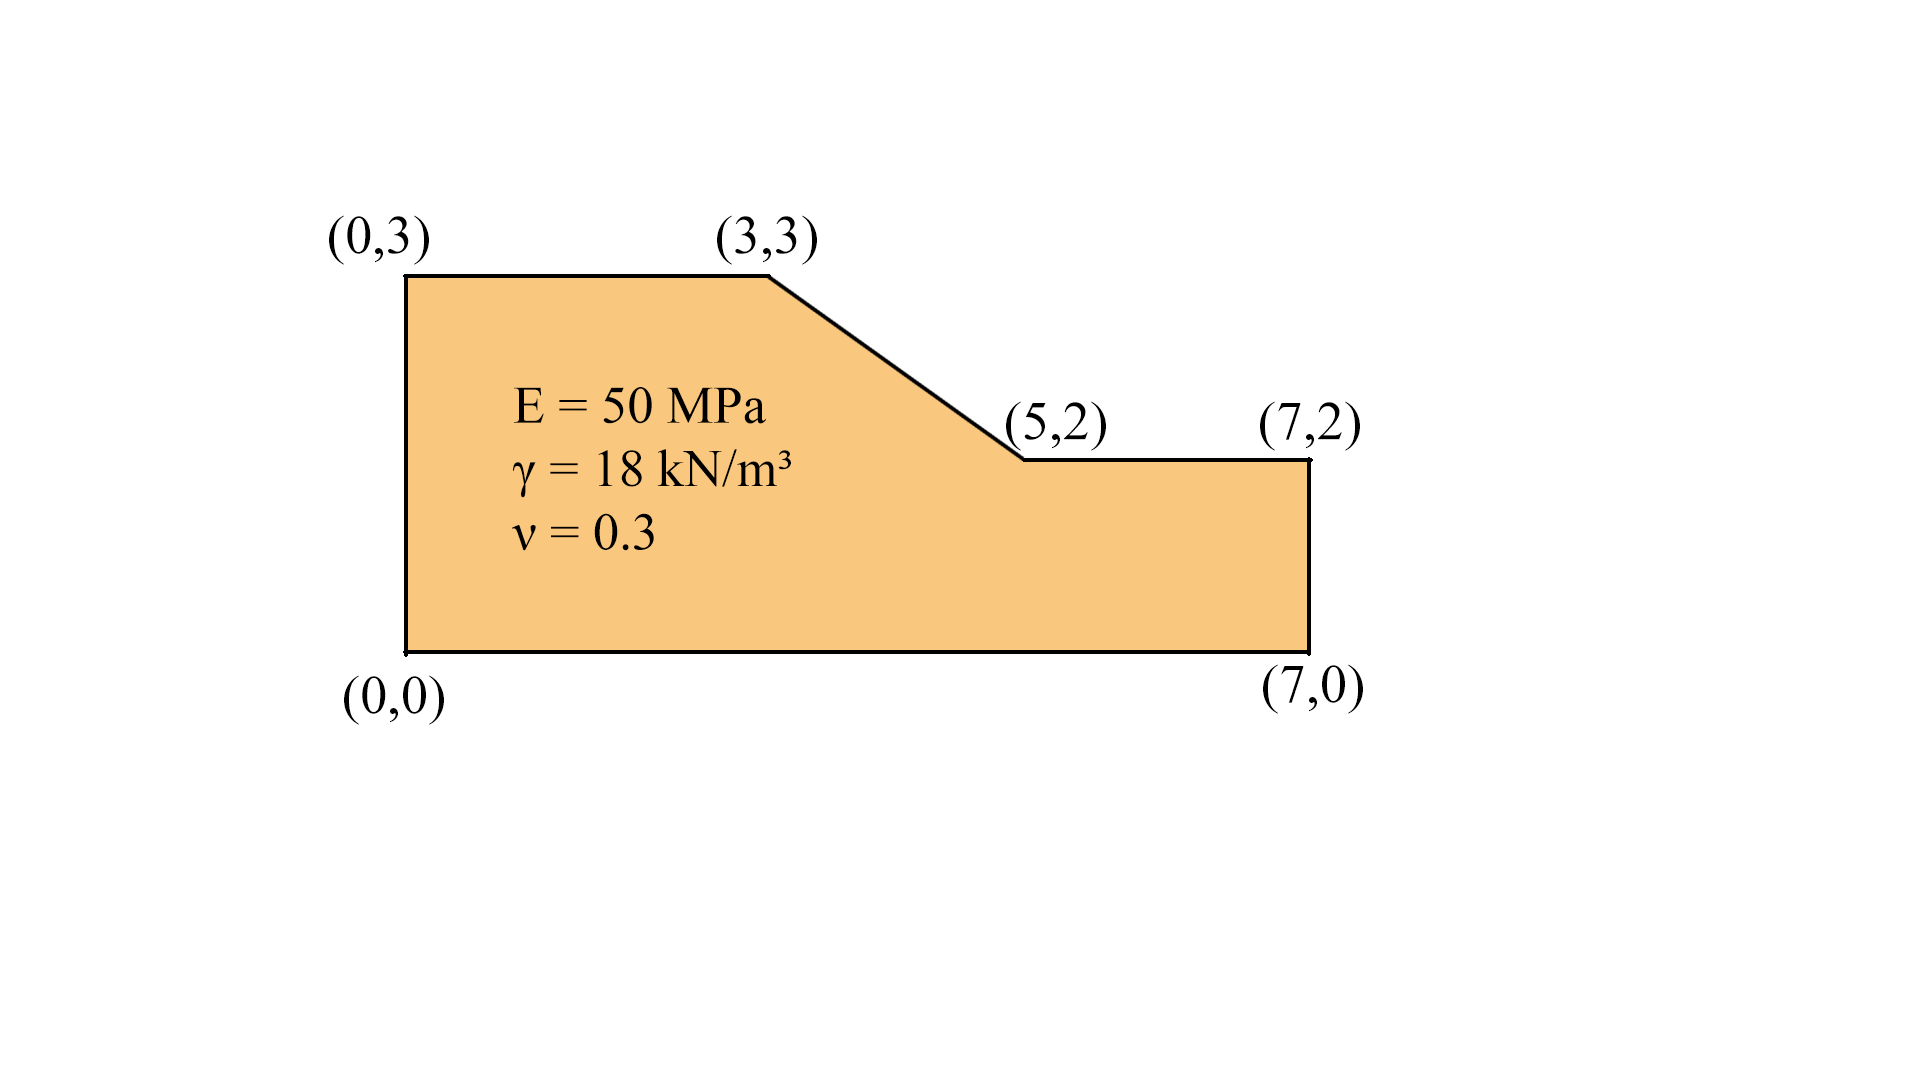 (0,3)
(3,3)
E = 50 MPa
γ = 18 kN/m³
ν = 0.3
(5,2)
(7,2)
(0,0)
(7,0)